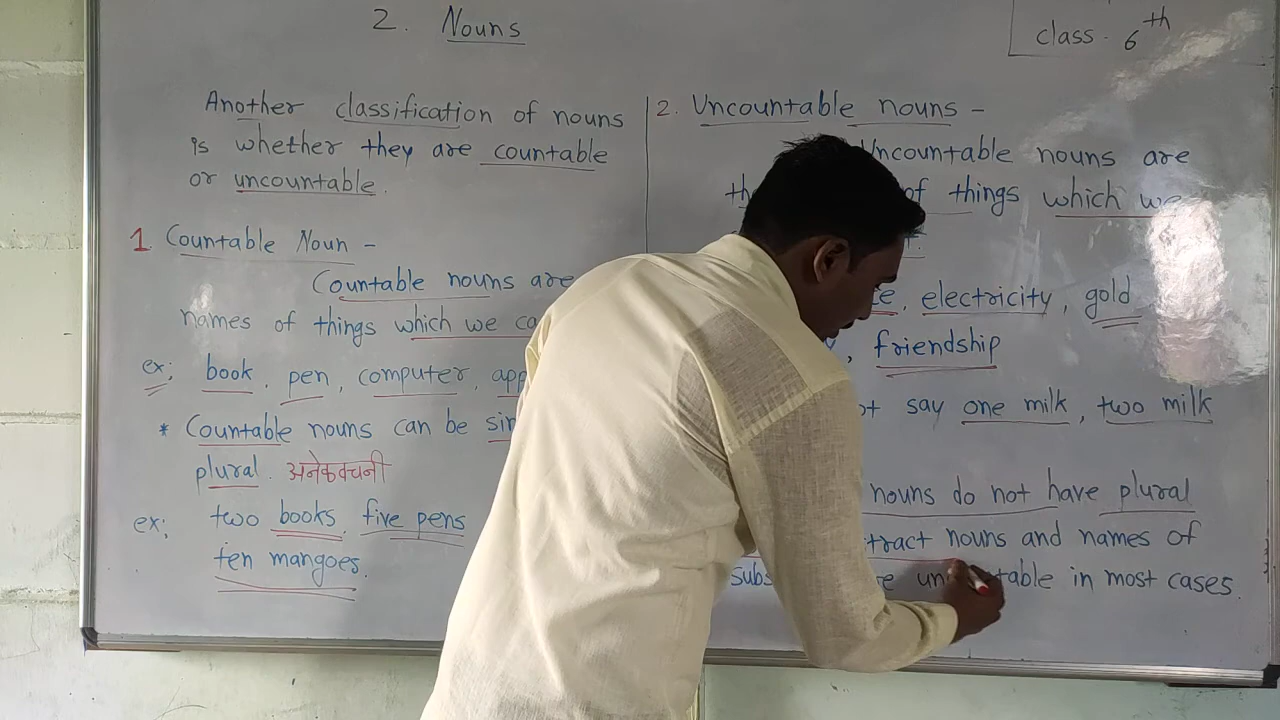 2. Nouns
class. 6th
Another classification of nouns
is whether they are countable
or uncountable.
1 Countable Noun -
Countable nouns are
names of things which we
ex; book, pen, computer,
* Countable nouns can be
plural. अनेकवचनी
ex; two books, five pens
ten mangoes.
2. Uncountable nouns -
Uncountable nouns are
of things which we
electricity, gold
, friendship
say one milk, two milk
nouns do not have plural
nouns and names of
in most cases.